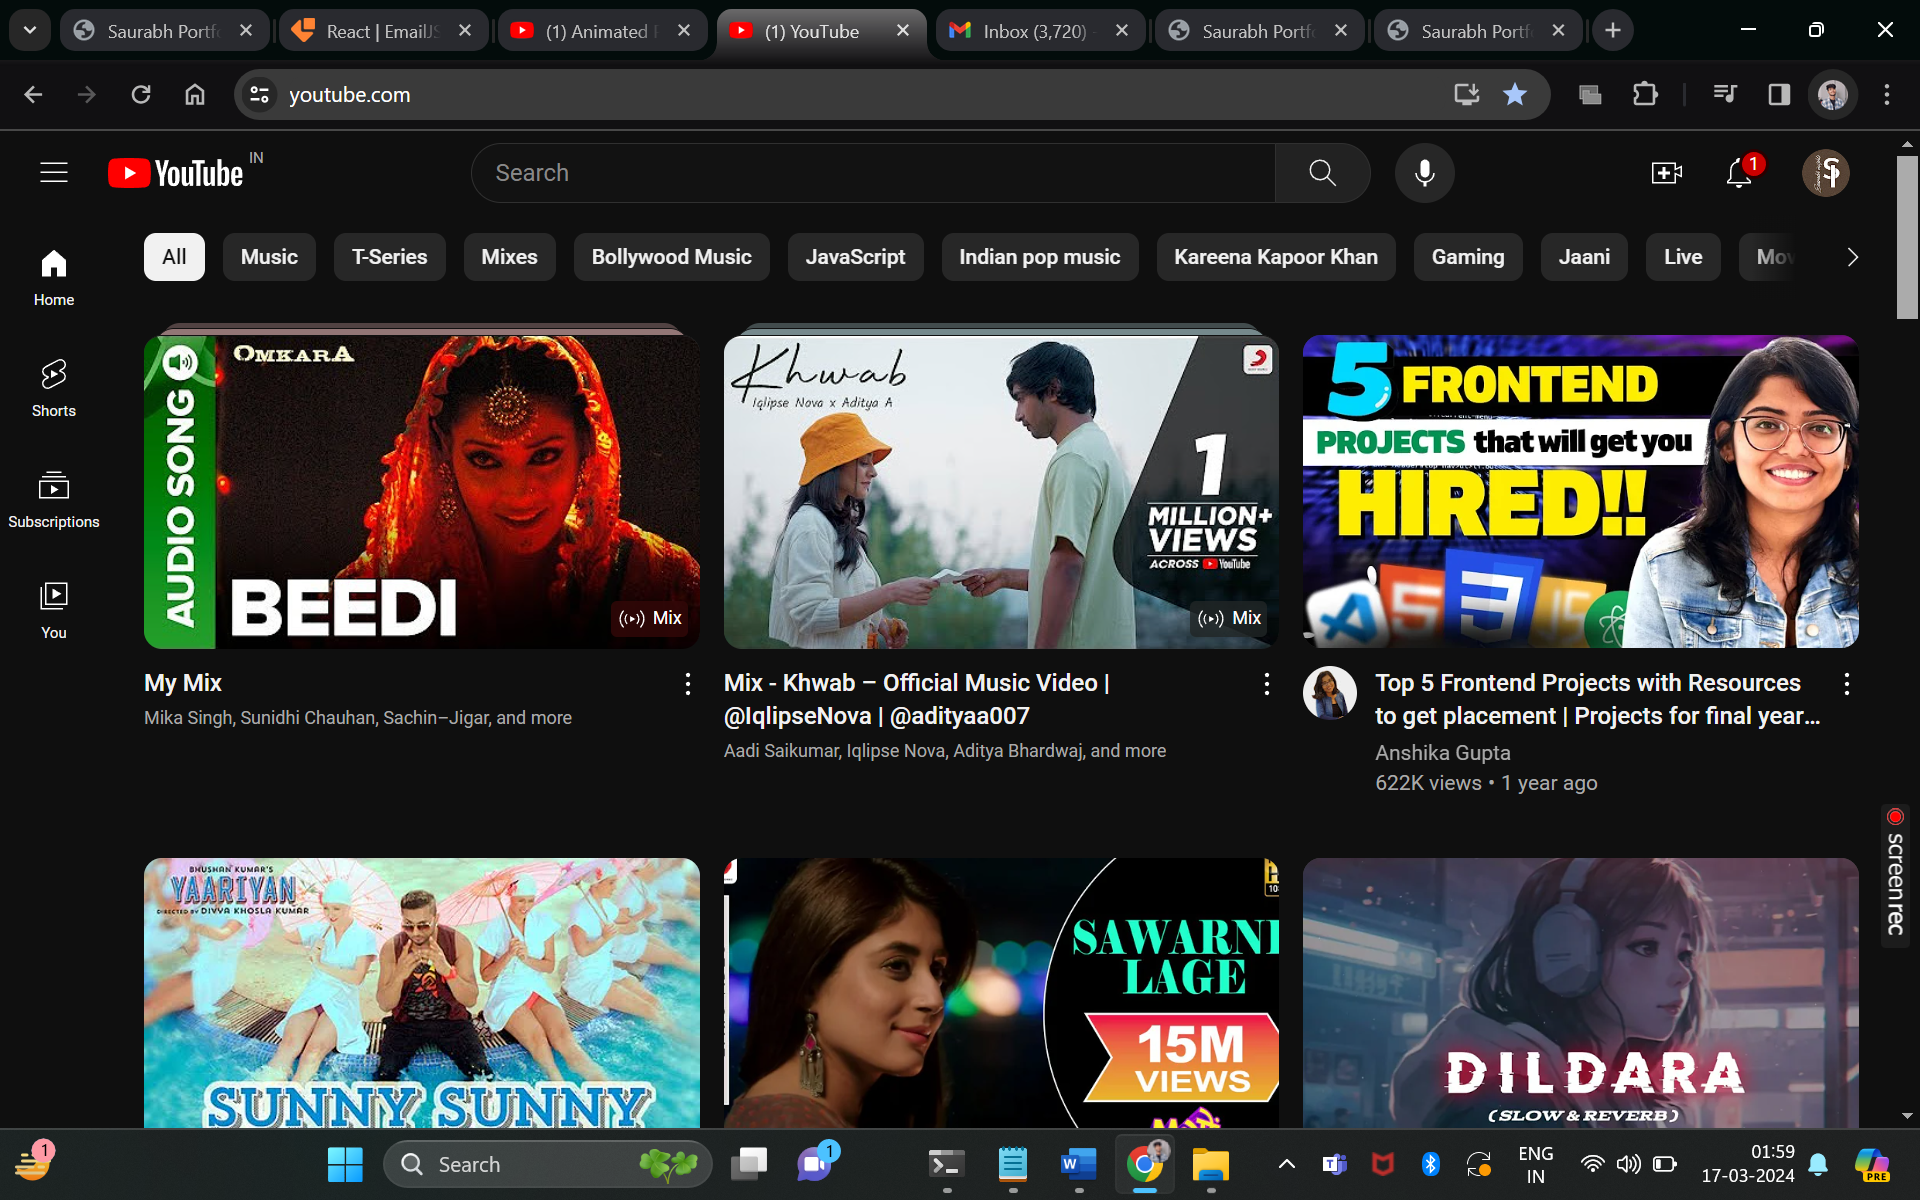 Saurabh Portf
React | EmailJS
(1) Animated
(1) YouTube
Inbox (3,720)
Saurabh Portf
Saurabh Portf
youtube.com
YouTube IN
Search
1
All
Music
T-Series
Mixes
Bollywood Music
JavaScript
Indian pop music
Kareena Kapoor Khan
Gaming
Jaani
Live
Mov
Home
Shorts
Subscriptions
You
AUDIO SONG
OMKARA
BEEDI
Mix
My Mix
Mika Singh, Sunidhi Chauhan, Sachin–Jigar, and more
Khwab
Iqlipse Nova x Aditya A
1
MILLION+
VIEWS
ACROSS YouTube
Mix
Mix - Khwab – Official Music Video |
@IqlipseNova | @adityaa007
Aadi Saikumar, Iqlipse Nova, Aditya Bhardwaj, and more
5 FRONTEND
PROJECTS that will get you
HIRED!!
Top 5 Frontend Projects with Resources
to get placement | Projects for final year...
Anshika Gupta
622K views • 1 year ago
BHUSHAN KUMAR'S
YAARIYAN
DIRECTED BY DIVYA KHOSLA KUMAR
SUNNY SUNNY
SAWARNE
LAGE
15M
VIEWS
DILDARA
(SLOW & REVERB)
screen rec
1
Search
1
ENG
IN
01:59
17-03-2024
PRE